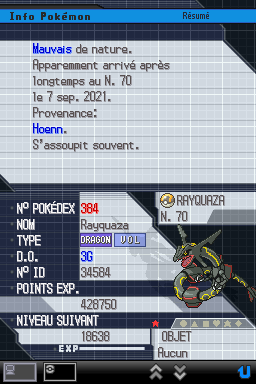 Info Pokémon
Résumé
Mauvais de nature.
Apparemment arrivé après
longtemps au N. 70
le 7 sep. 2021.
Provenance:
Hoenn.
S'assoupit souvent.
RAYQUAZA
N. 70
No POKÉDEX 384
NOM Rayquaza
TYPE DRAGON VOL
D.O. 3G
No ID 34584
POINTS EXP.
428750
NIVEAU SUIVANT
18638
EXP
OBJET
Aucun